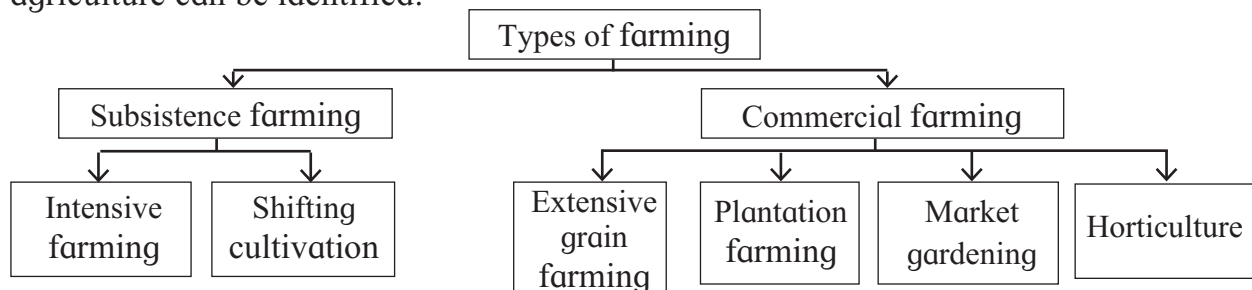 agriculture can be identified.
Types of farming
Subsistence farming
Commercial farming
Intensive
farming
Shifting
cultivation
Extensive
grain
farming
Plantation
farming
Market
gardening
Horticulture